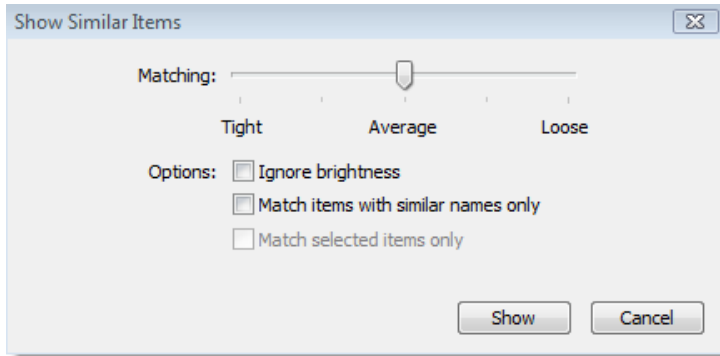 Show Similar Items
Matching:
Tight Average Loose
Options: Ignore brightness
Match items with similar names only
Match selected items only
Show Cancel